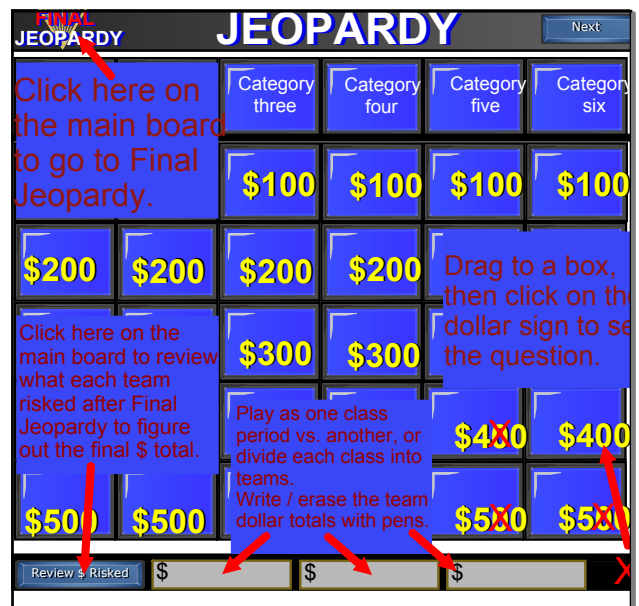 FINAL
JEOPARDY
JEOPARDY
Next
Click here on
the main board
to go to Final
Jeopardy.
Category
three
Category
four
Category
five
Category
six
$100
$100
$100
$100
$200
$200
$200
$200
Drag to a box,
then click on the
dollar sign to se
the question.
Click here on the
main board to review
what each team
risked after Final
Jeopardy to figure
out the final $ total.
$300
$300
Play as one class
period vs. another, or
divide each class into
teams.
Write / erase the team
dollar totals with pens.
$400
X
$400
$500
$500
$500
X
$500
X
Review $ Risked
$
$
$
X